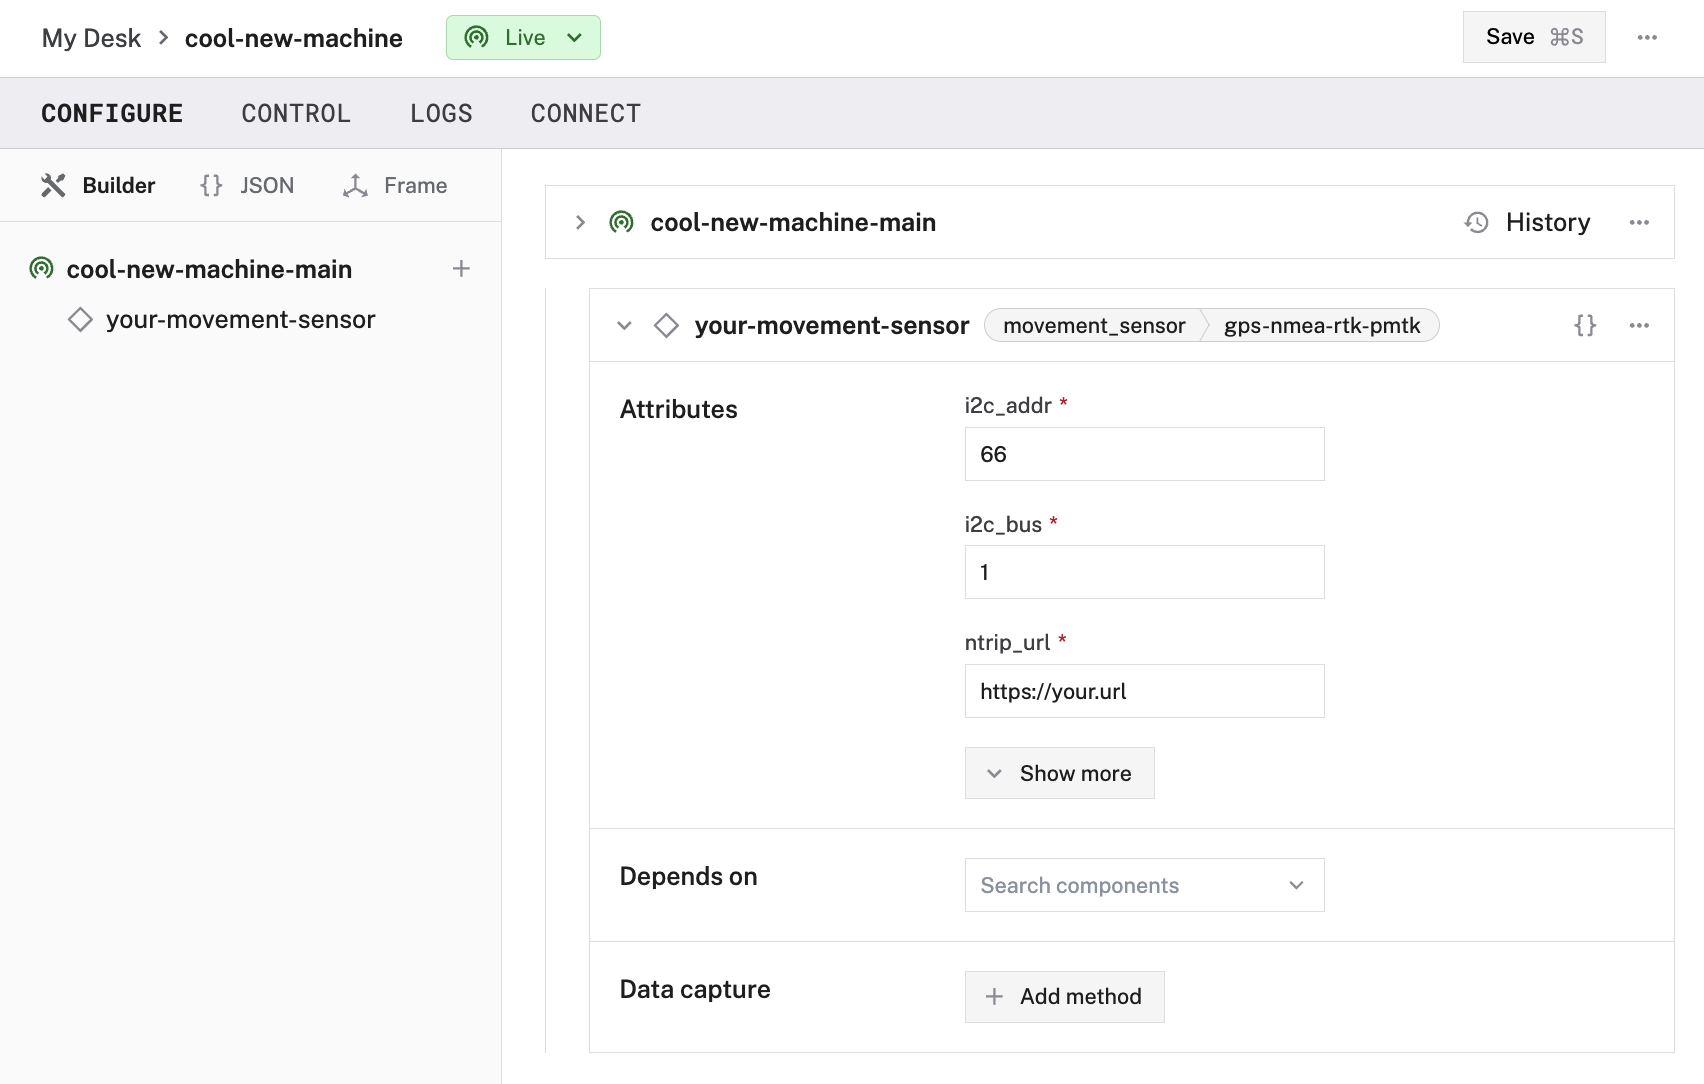 My Desk > cool-new-machine Live Save ⌘S ...
CONFIGURE CONTROL LOGS CONNECT
Builder {} JSON Frame
cool-new-machine-main +
your-movement-sensor
cool-new-machine-main History ...
your-movement-sensor movement_sensor gps-nmea-rtk-pmtk {} ...
Attributes
i2c_addr *
66
i2c_bus *
1
ntrip_url *
https://your.url
Show more
Depends on
Search components
Data capture
+ Add method